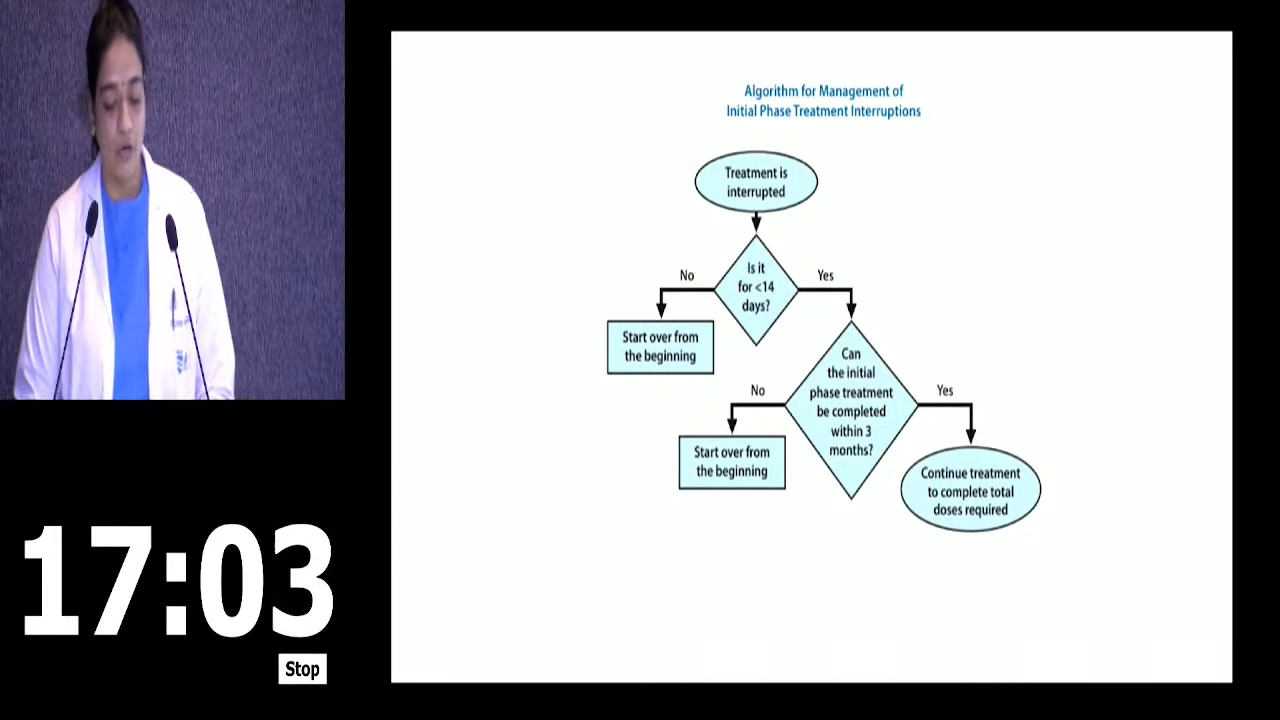 Algorithm for Management of
Initial Phase Treatment Interruptions
Treatment is
interrupted
Is it
for <14
days?
No
Yes
Start over from
the beginning
Can
the initial
phase treatment
be completed
within 3
months?
No
Yes
Start over from
the beginning
Continue treatment
to complete total
doses required
17:03
Stop